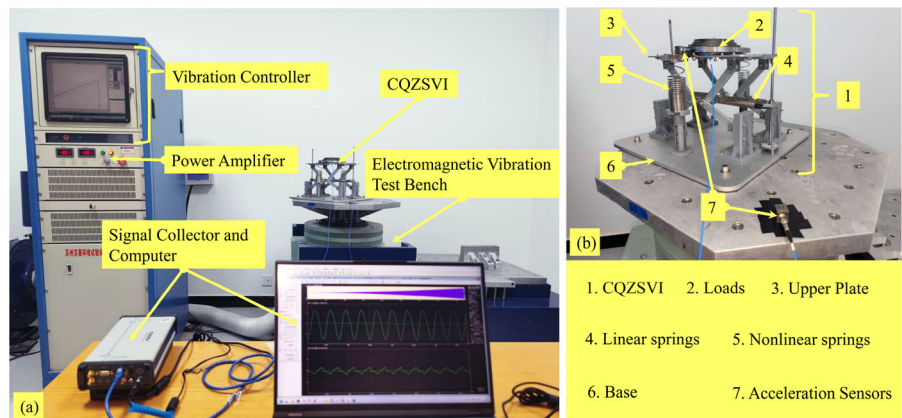 Vibration Controller
CQZSVI
Power Amplifier
Electromagnetic Vibration
Test Bench
Signal Collector and
Computer
(a)
3
2
5
4
1
6
7
(b)
1. CQZSVI 2. Loads 3. Upper Plate
4. Linear springs 5. Nonlinear springs
6. Base 7. Acceleration Sensors